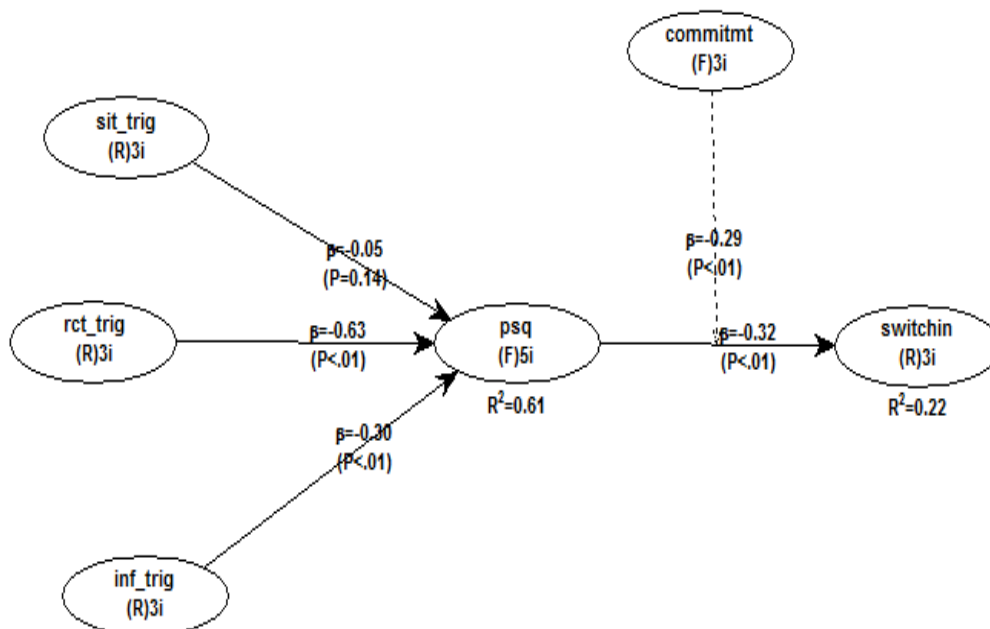 commitmt
(F)3i
sit_trig
(R)3i
β=-0.05
(P=0.14)
β=-0.29
(P<.01)
rct_trig
(R)3i
β=-0.63
(P<.01)
psq
(F)5i
R²=0.61
β=-0.32
(P<.01)
switchin
(R)3i
R²=0.22
β=-0.30
(P<.01)
inf_trig
(R)3i